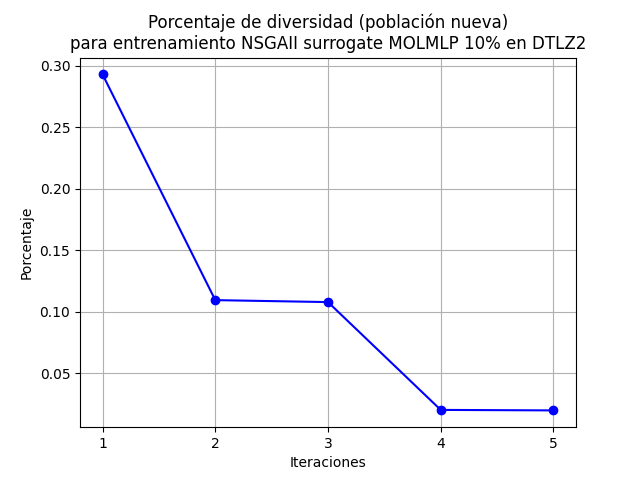 Porcentaje de diversidad (población nueva)
para entrenamiento NSGAII surrogate MOLMLP 10% en DTLZ2
0.30
0.25
0.20
0.15
0.10
0.05
Porcentaje
1 2 3 4 5
Iteraciones